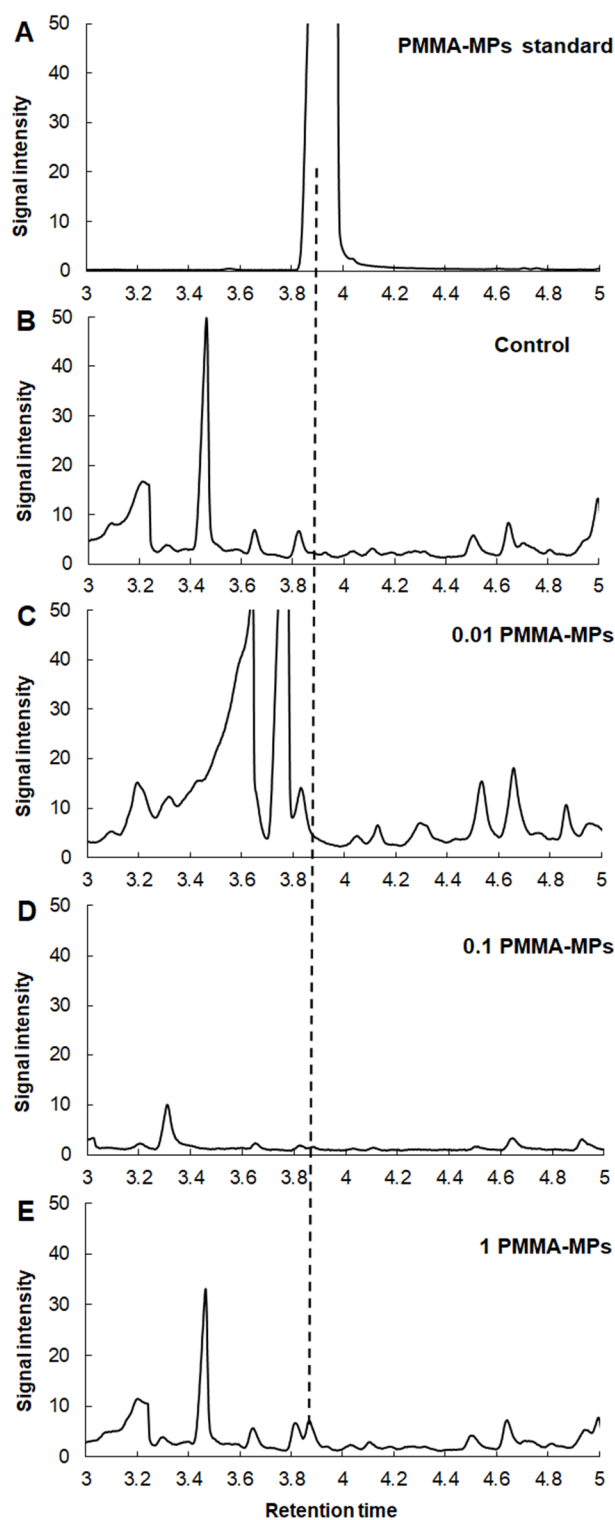 A
PMMA-MPs standard
Signal intensity
50
40
30
20
10
0
3 3.2 3.4 3.6 3.8 4 4.2 4.4 4.6 4.8 5
B
Control
Signal intensity
50
40
30
20
10
0
3 3.2 3.4 3.6 3.8 4 4.2 4.4 4.6 4.8 5
C
0.01 PMMA-MPs
Signal intensity
50
40
30
20
10
0
3 3.2 3.4 3.6 3.8 4 4.2 4.4 4.6 4.8 5
D
0.1 PMMA-MPs
Signal intensity
50
40
30
20
10
0
3 3.2 3.4 3.6 3.8 4 4.2 4.4 4.6 4.8 5
E
1 PMMA-MPs
Signal intensity
50
40
30
20
10
0
3 3.2 3.4 3.6 3.8 4 4.2 4.4 4.6 4.8 5
Retention time